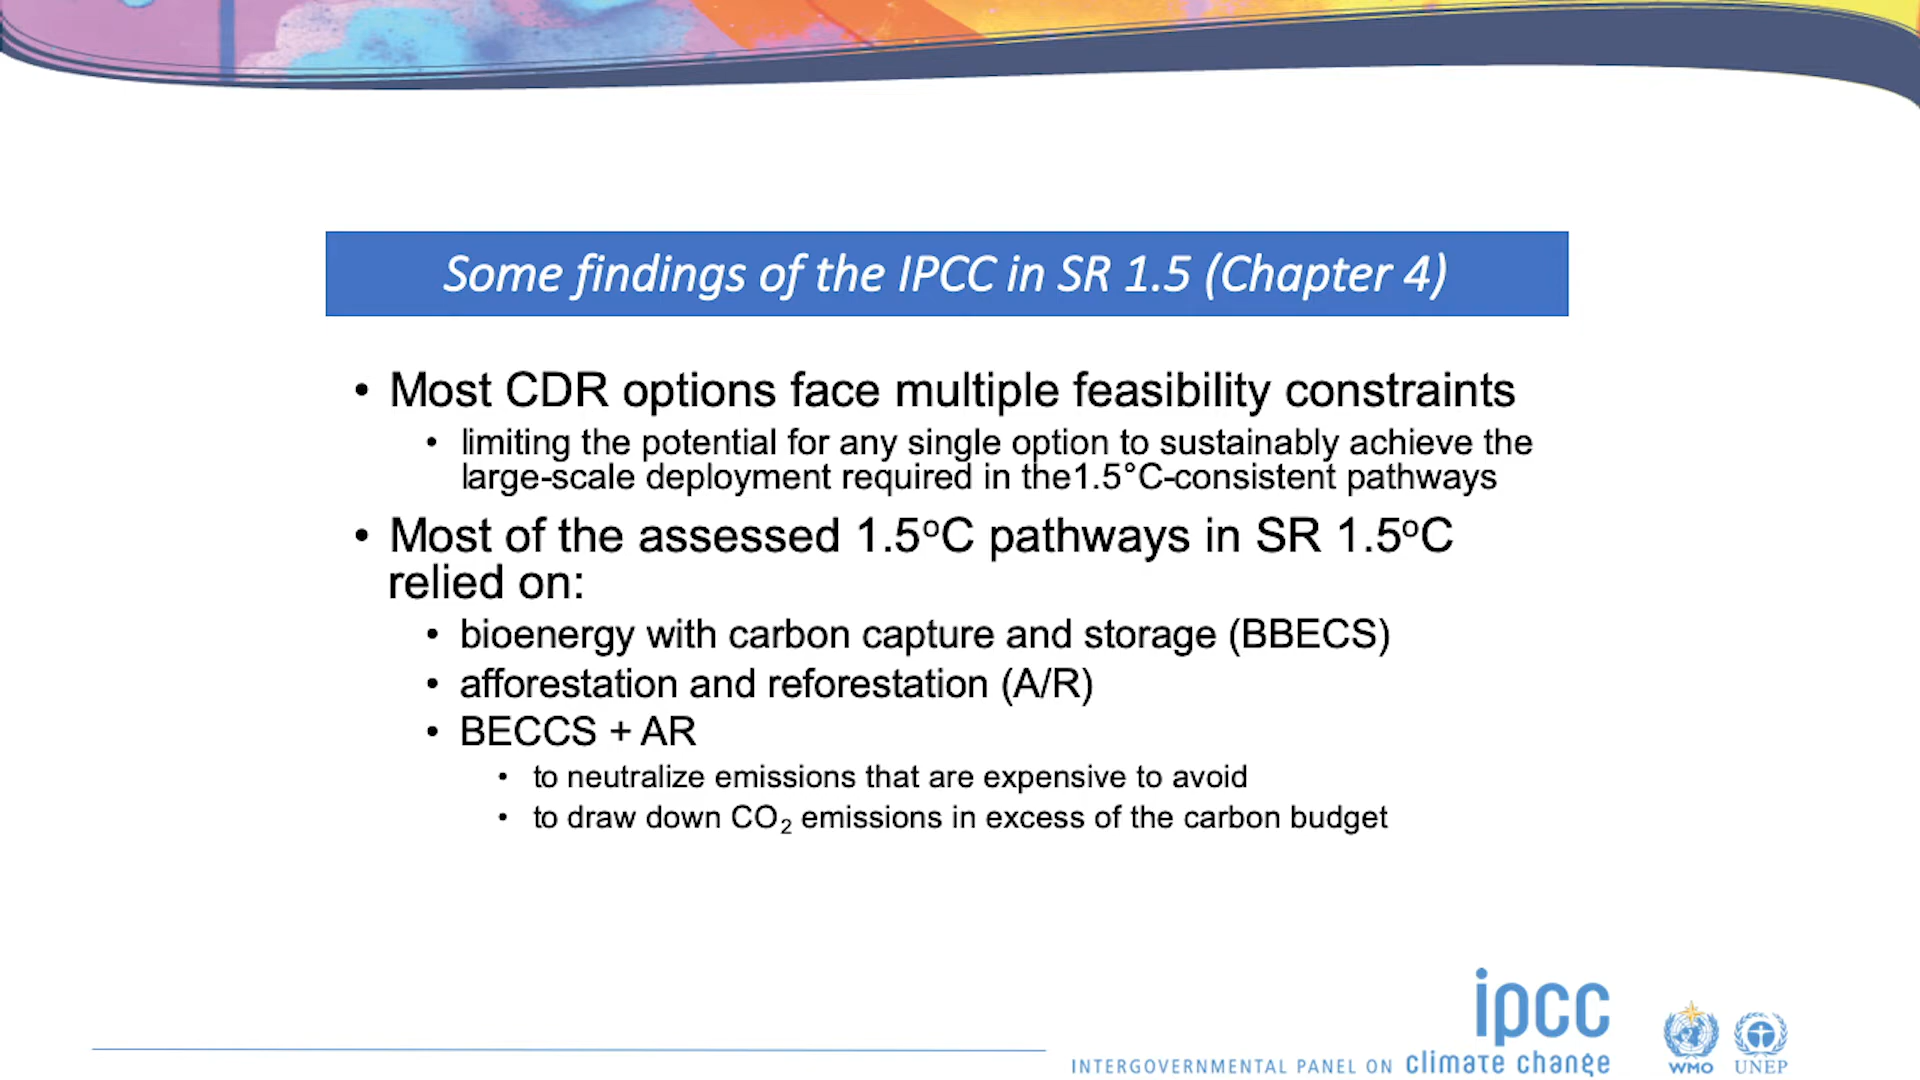 Some findings of the IPCC in SR 1.5 (Chapter 4)
• Most CDR options face multiple feasibility constraints
• limiting the potential for any single option to sustainably achieve the
large-scale deployment required in the1.5°C-consistent pathways
• Most of the assessed 1.5ºC pathways in SR 1.5ºC
relied on:
• bioenergy with carbon capture and storage (BBECS)
• afforestation and reforestation (A/R)
• BECCS + AR
• to neutralize emissions that are expensive to avoid
• to draw down CO₂ emissions in excess of the carbon budget
ipcc
INTERGOVERNMENTAL PANEL ON climate change
WMO UNEP